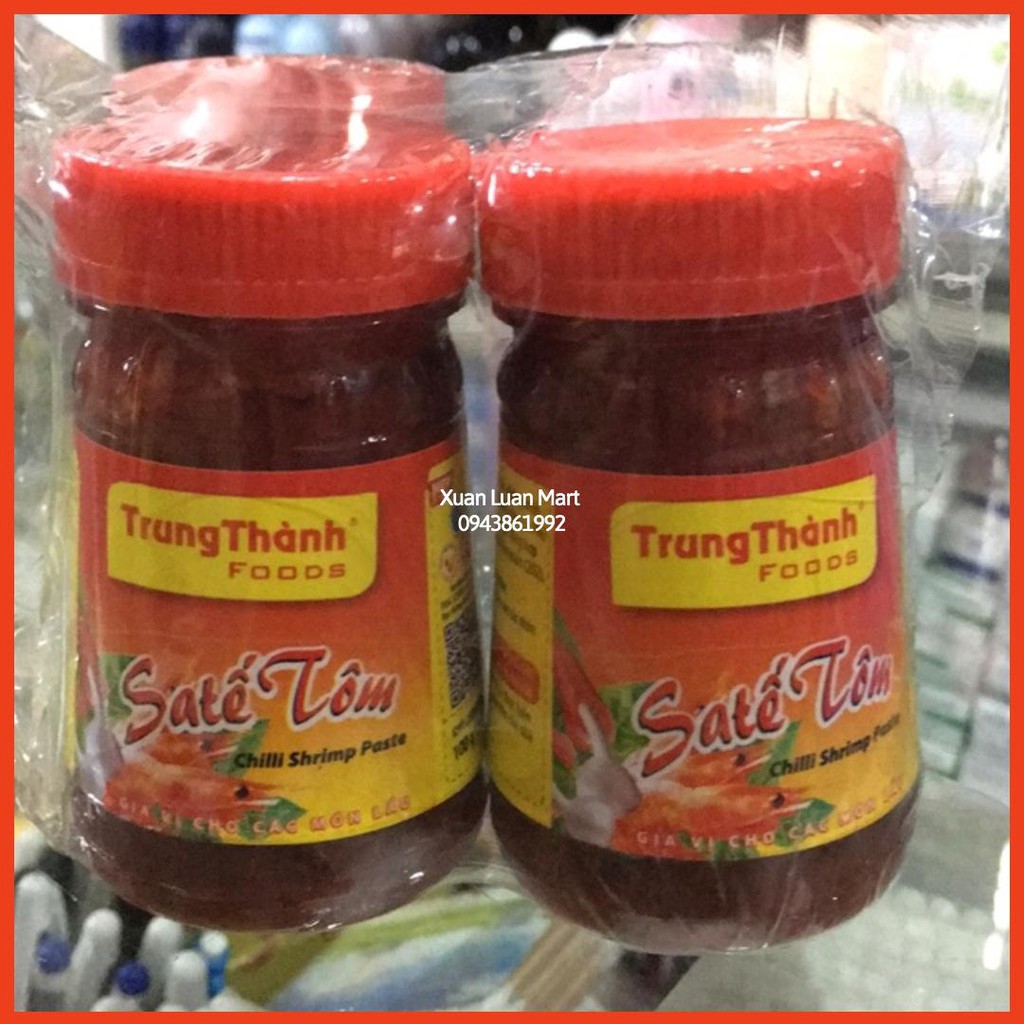 Xuan Luan Mart
0943861992
TrungThành®
FOODS
Satế Tôm
Chilli Shrimp Paste
GIA VỊ CHO CÁC MÓN LẨU
100
TrungThành®
FOODS
Satế Tôm
Chilli Shrimp Paste
GIA VỊ CHO CÁC MÓN LẨU